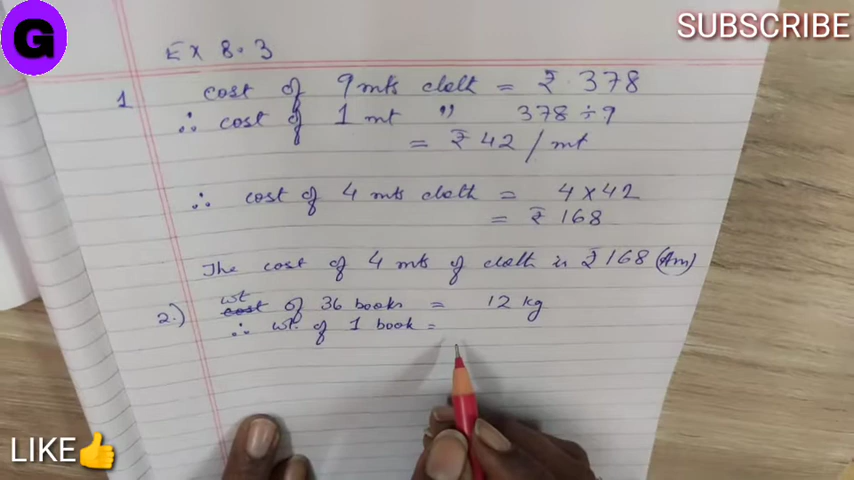 G
SUBSCRIBE
Ex 8.3
1 cost of 9 mts cloth = ₹.378
∴ cost of 1 mt " 378 ÷ 9
= ₹ 42 / mt
∴ cost of 4 mts cloth = 4 x 42
= ₹ 168
The cost of 4 mts of cloth is ₹ 168 (Ans)
wt
2.) cost of 36 books = 12 kg
∴ wt. of 1 book =
LIKE👍